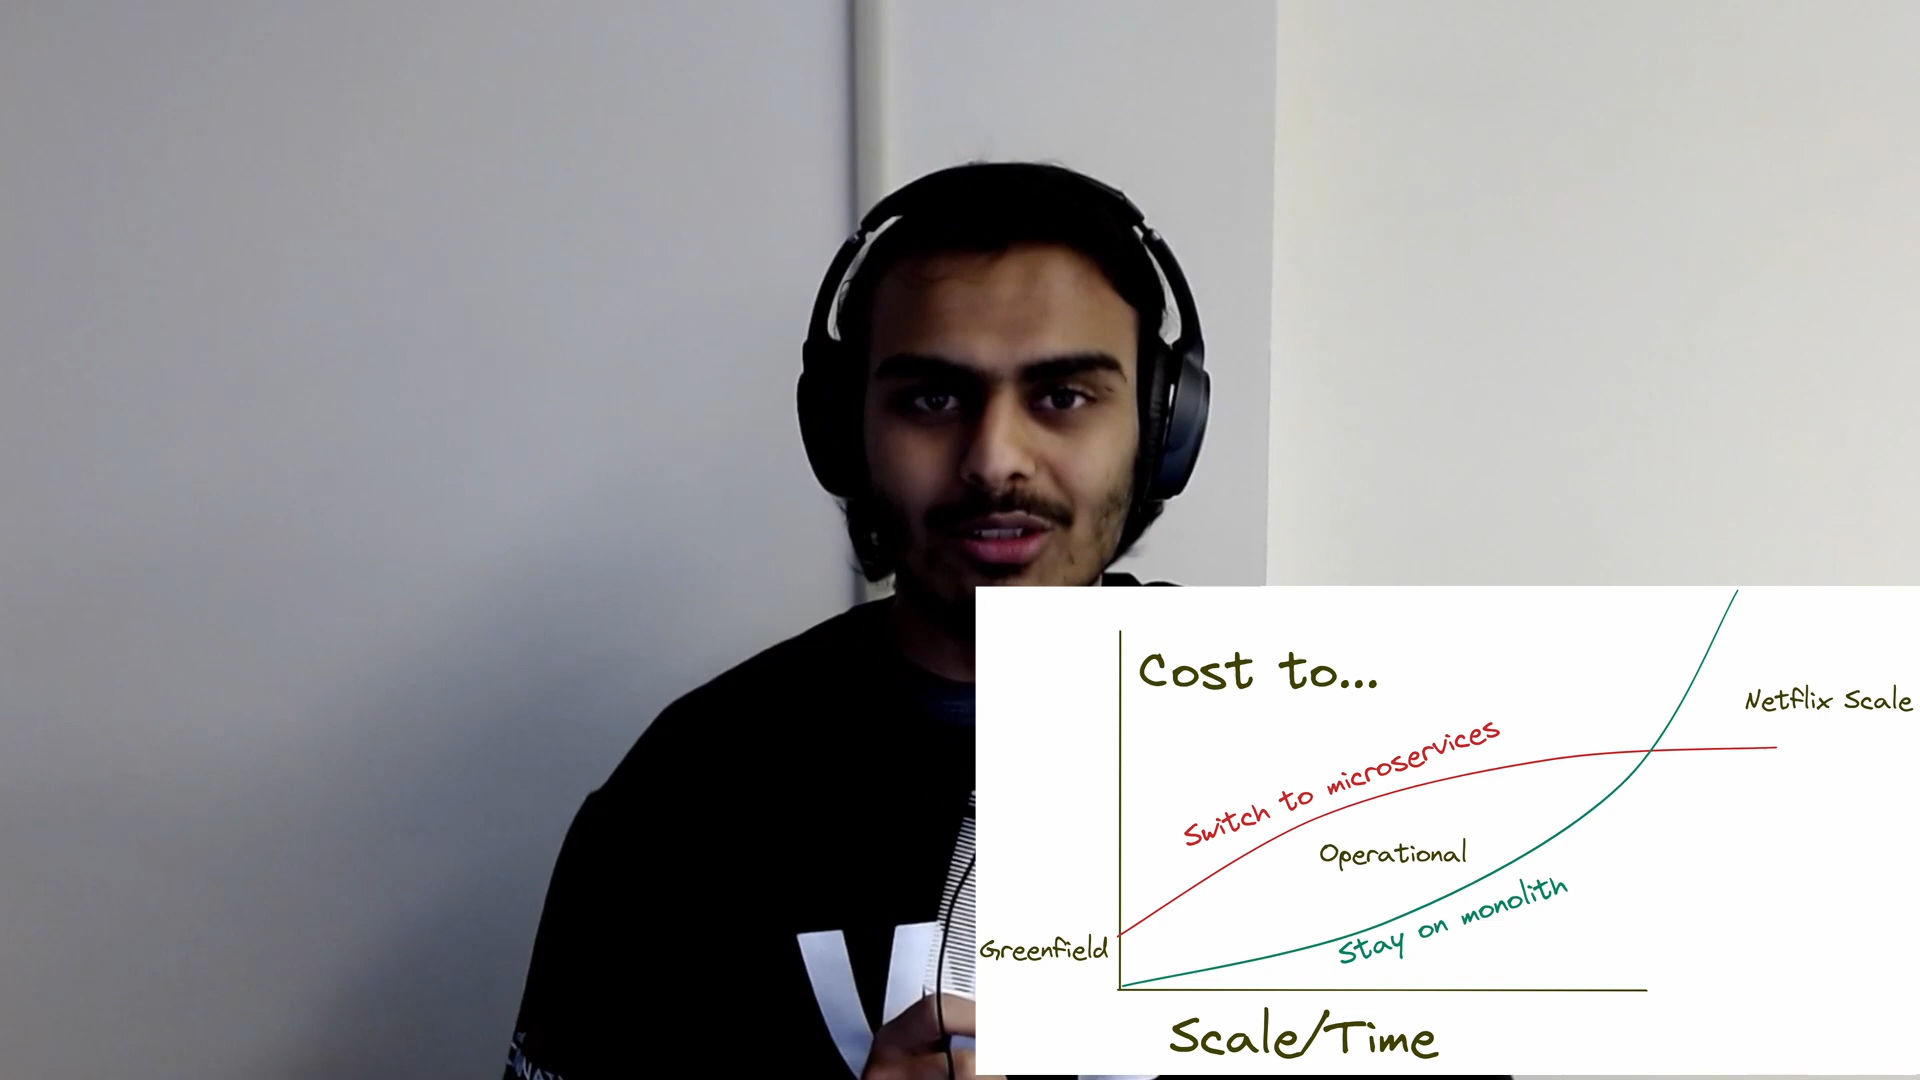 Cost to...
Netflix Scale
Switch to microservices
Operational
Stay on monolith
Greenfield
Scale/Time